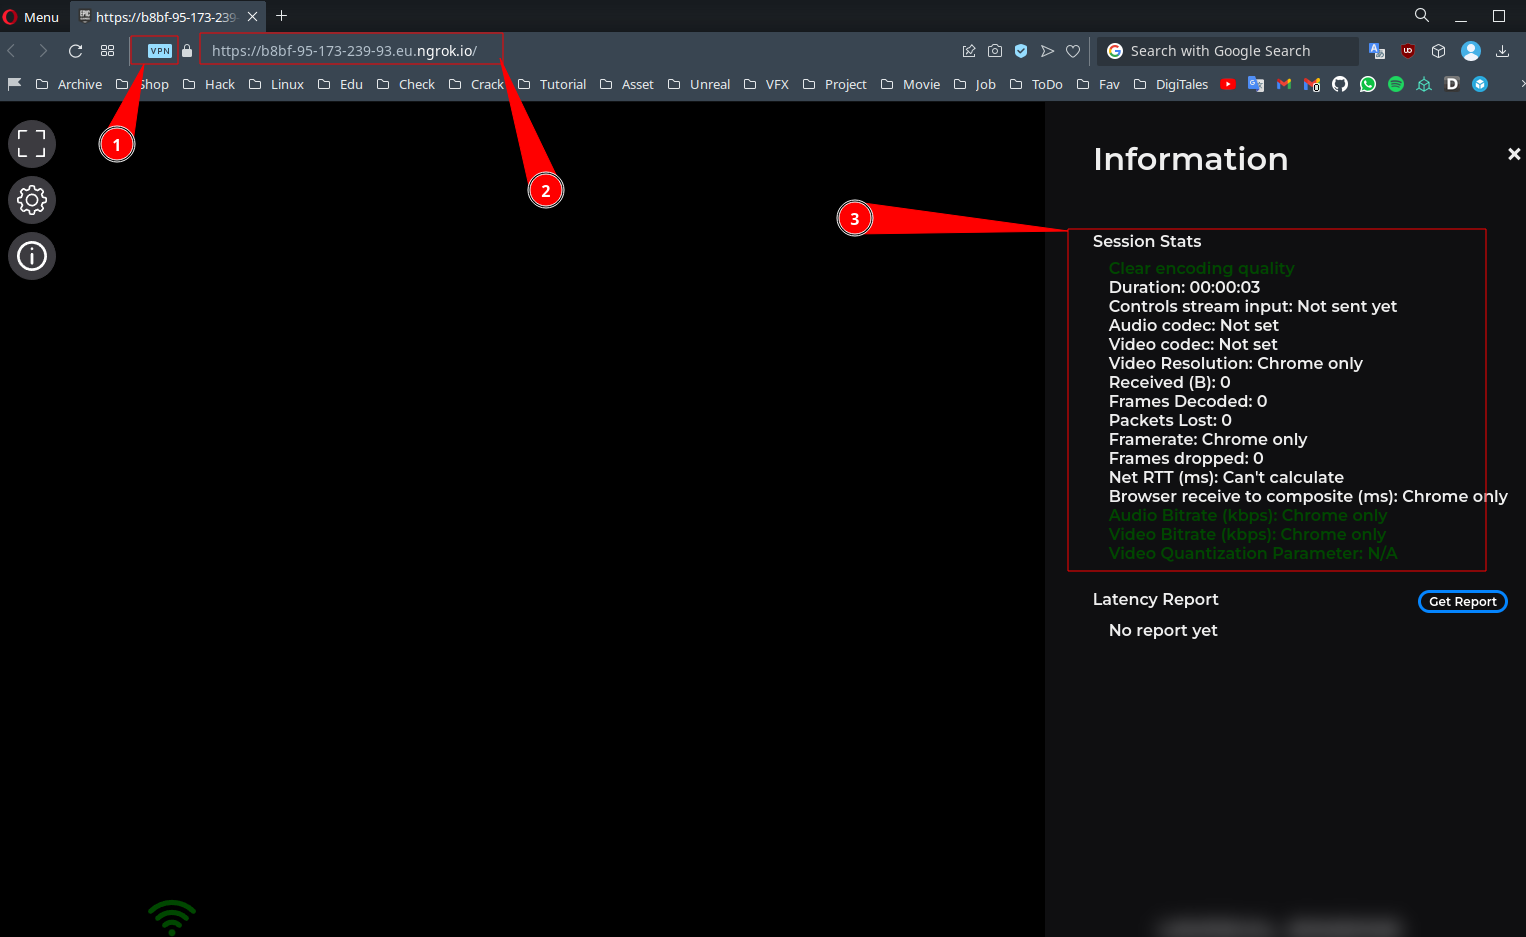 Menu
https://b8bf-95-173-239
VPN
https://b8bf-95-173-239-93.eu.ngrok.io/
Search with Google Search
Archive Shop Hack Linux Edu Check Crack Tutorial Asset Unreal VFX Project Movie Job ToDo Fav DigiTales
1
2
3
Information
Session Stats
Clear encoding quality
Duration: 00:00:03
Controls stream input: Not sent yet
Audio codec: Not set
Video codec: Not set
Video Resolution: Chrome only
Received (B): 0
Frames Decoded: 0
Packets Lost: 0
Framerate: Chrome only
Frames dropped: 0
Net RTT (ms): Can't calculate
Browser receive to composite (ms): Chrome only
Audio Bitrate (kbps): Chrome only
Video Bitrate (kbps): Chrome only
Video Quantization Parameter: N/A
Latency Report
Get Report
No report yet